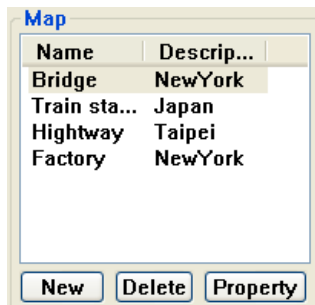 Map
Name Descrip...
Bridge NewYork
Train sta... Japan
Hightway Taipei
Factory NewYork
New Delete Property